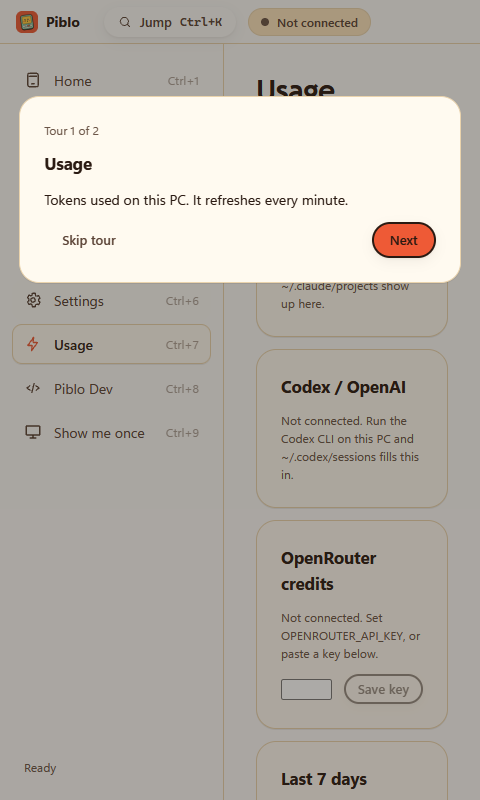 Piblo
Jump Ctrl+K
Not connected
Home Ctrl+1
Usage
Tour 1 of 2
Usage
Tokens used on this PC. It refreshes every minute.
Skip tour
Next
Settings Ctrl+6
Usage Ctrl+7
Piblo Dev Ctrl+8
Show me once Ctrl+9
Ready
~/.claude/projects show
up here.
Codex / OpenAI
Not connected. Run the
Codex CLI on this PC and
~/.codex/sessions fills this
in.
OpenRouter
credits
Not connected. Set
OPENROUTER_API_KEY, or
paste a key below.
Save key
Last 7 days